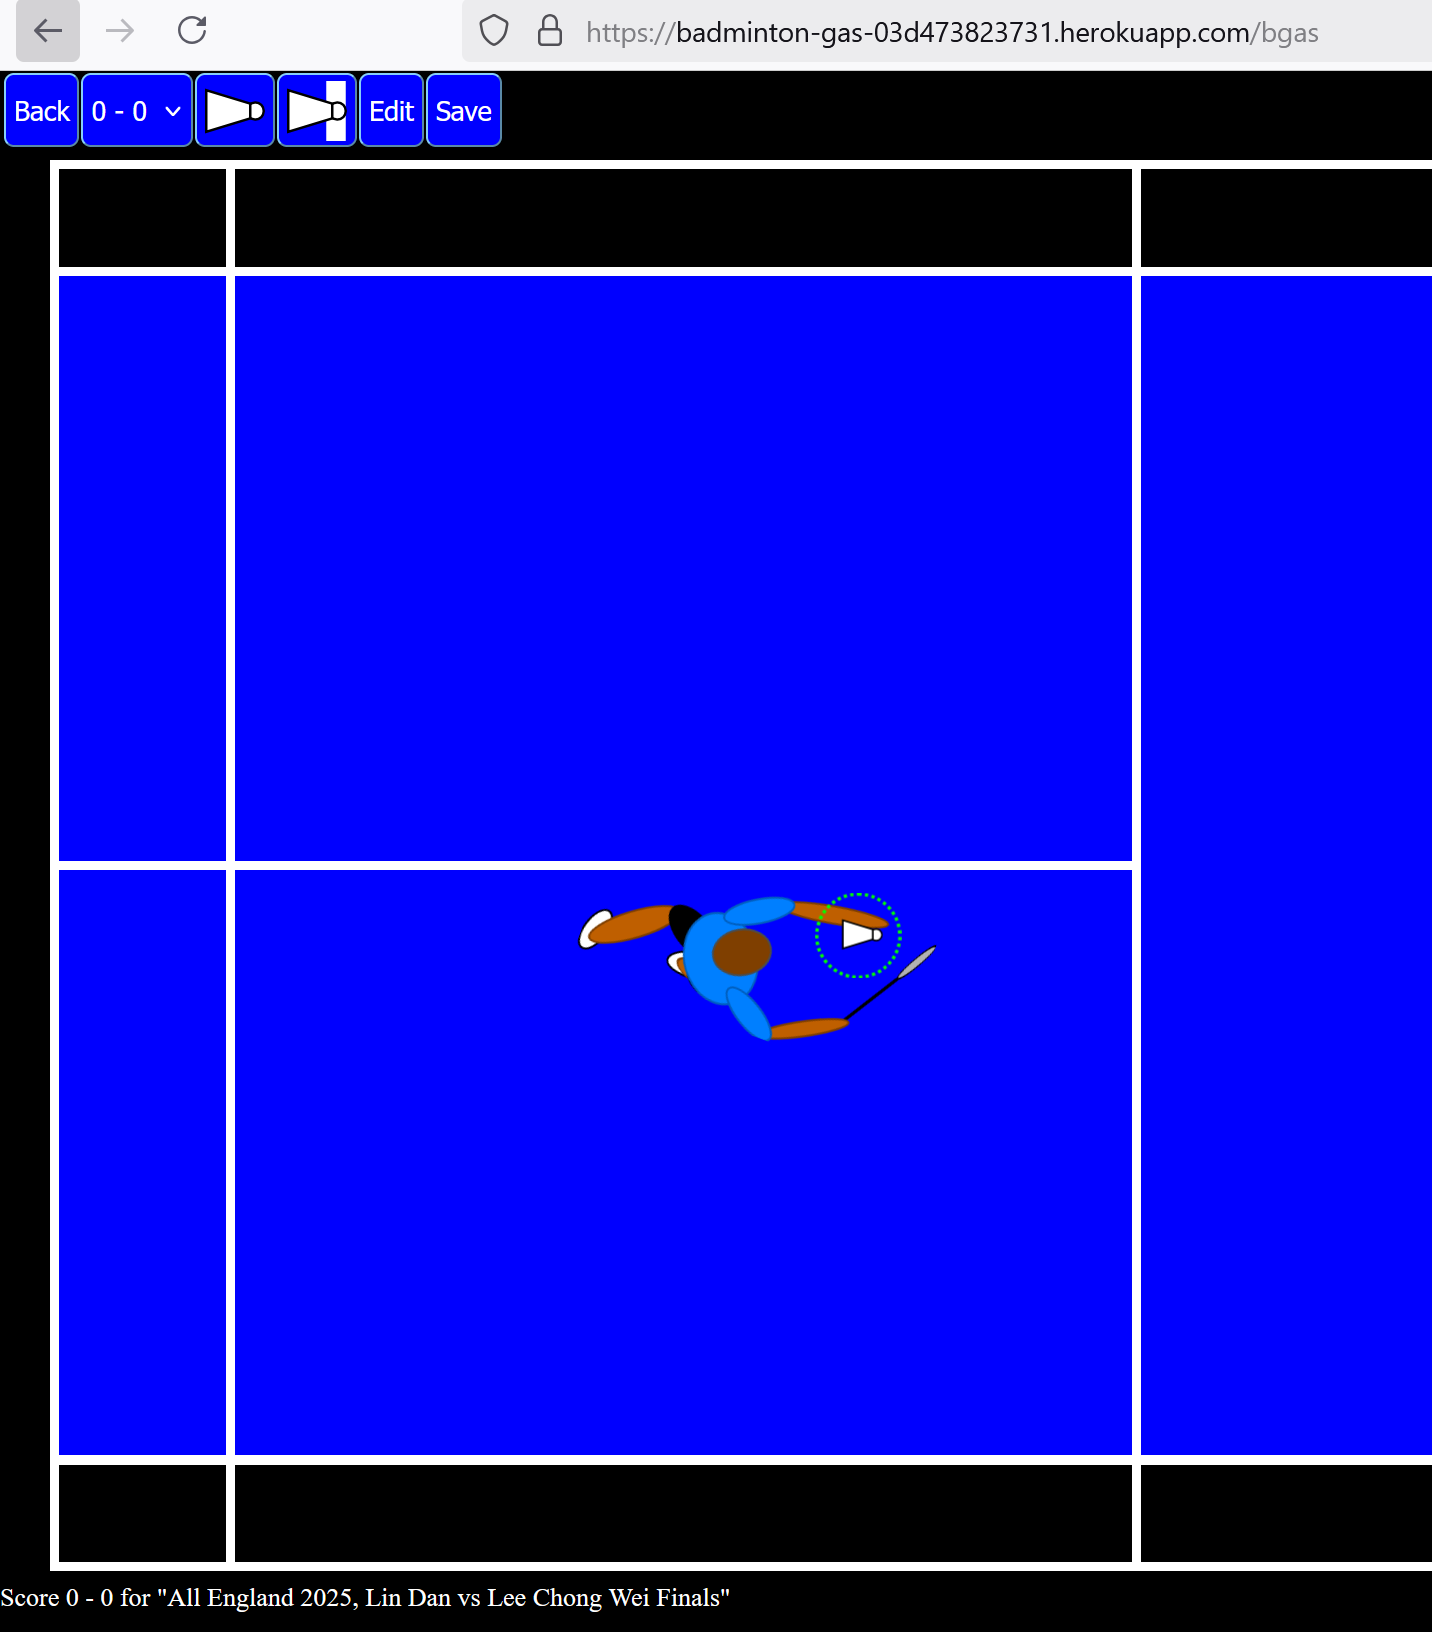 https://badminton-gas-03d473823731.herokuapp.com/bgas
Back 0 - 0 Edit Save
Score 0 - 0 for "All England 2025, Lin Dan vs Lee Chong Wei Finals"